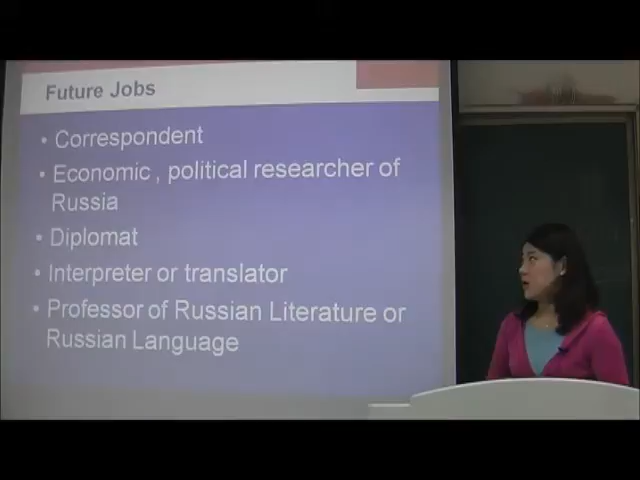 Future Jobs
• Correspondent
• Economic , political researcher of
Russia
• Diplomat
• Interpreter or translator
• Professor of Russian Literature or
Russian Language